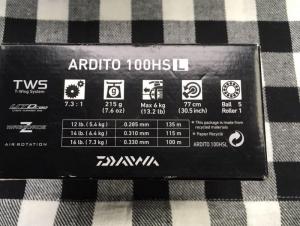 ARDITO 100HSL
TWS
T-Wing System
7.3 : 1
215 g
(7.6 oz)
Max 6 kg
(13.2 lb)
77 cm
(30.5 inch)
Ball 5
Roller 1
MAGFORCE Z
AIR ROTATION
12 lb. (5.4 kg) 0.285 mm 135 m
14 lb. (6.4 kg) 0.310 mm 115 m
16 lb. (7.3 kg) 0.330 mm 100 m
* This package is made from recycled materials
* Paper Recycle
ARDITO 100HSL
DAIWA